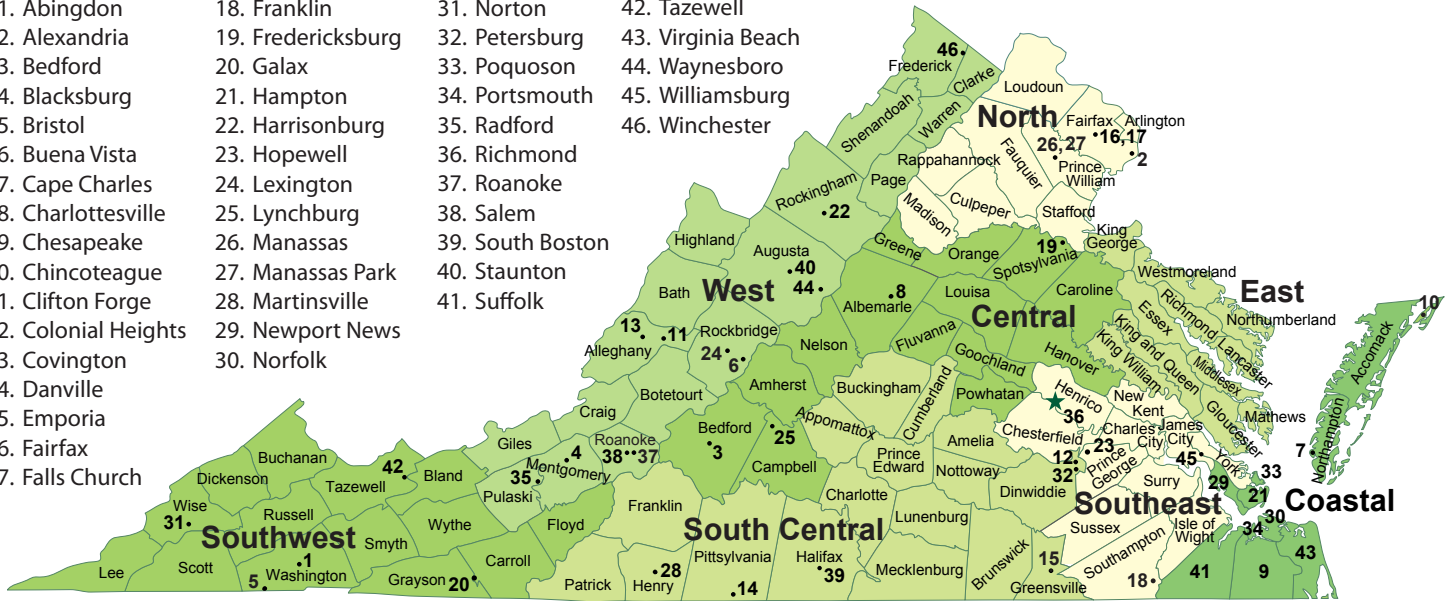 1. Abingdon
2. Alexandria
3. Bedford
4. Blacksburg
5. Bristol
6. Buena Vista
7. Cape Charles
8. Charlottesville
9. Chesapeake
0. Chincoteague
1. Clifton Forge
2. Colonial Heights
3. Covington
4. Danville
5. Emporia
6. Fairfax
7. Falls Church
18. Franklin
19. Fredericksburg
20. Galax
21. Hampton
22. Harrisonburg
23. Hopewell
24. Lexington
25. Lynchburg
26. Manassas
27. Manassas Park
28. Martinsville
29. Newport News
30. Norfolk
31. Norton
32. Petersburg
33. Poquoson
34. Portsmouth
35. Radford
36. Richmond
37. Roanoke
38. Salem
39. South Boston
40. Staunton
41. Suffolk
42. Tazewell
43. Virginia Beach
44. Waynesboro
45. Williamsburg
46. Winchester
46
Frederick
Clarke
Loudoun
Shenandoah
Warren
North
Fairfax
Arlington
16,17
26,27
2
Rappahannock
Fauquier
Prince
William
Rockingham
Page
22
Madison
Culpeper
Stafford
King
George
Highland
Augusta
40
44
Greene
Orange
19
Spotsylvania
Westmoreland
East
Bath
West
8
Albemarle
Louisa
Caroline
Central
Richmond
Northumberland
Essex
Lancaster
10
Accomack
13
Alleghany
11
Rockbridge
24
6
Nelson
Fluvanna
Goochland
Hanover
King and Queen
King William
Middlesex
Botetourt
Amherst
Buckingham
Cumberland
Powhatan
Henrico
36
New
Kent
Gloucester
Mathews
Craig
Bedford
3
25
Appomattox
Amelia
Chesterfield
Charles
City
James
City
York
7
Northampton
Giles
4
Montgomery
Roanoke
38
37
Campbell
Prince
Edward
Nottoway
12
32
23
Prince
George
45
33
Buchanan
Dickenson
42
Tazewell
Bland
35
Pulaski
Charlotte
Dinwiddie
Surry
29
21
Coastal
Wise
31
Russell
Southwest
Smyth
Wythe
Floyd
Franklin
South Central
Lunenburg
Southeast
Sussex
Isle of
Wight
30
34
Lee
Scott
1
5
Washington
Grayson
20
Carroll
Patrick
28
Henry
Pittsylvania
14
Halifax
39
Mecklenburg
Brunswick
15
Greensville
Southampton
18
41
9
43